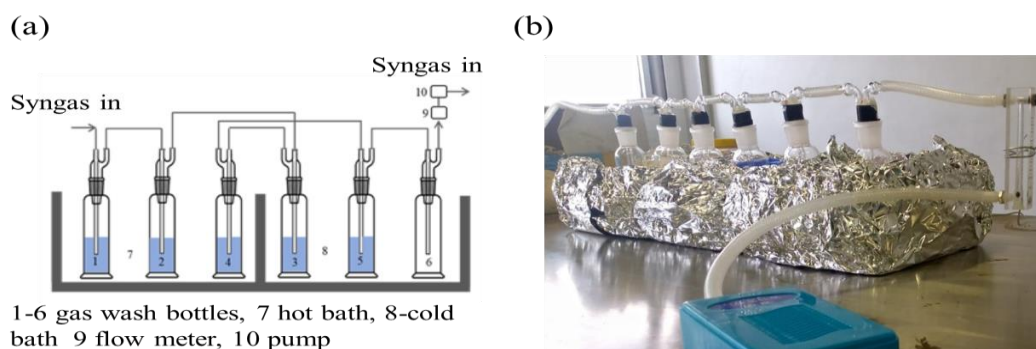 (a)
(b)
Syngas in
Syngas in
10
9
1
7
2
4
3
8
5
6
1-6 gas wash bottles, 7 hot bath, 8-cold
bath 9 flow meter, 10 pump